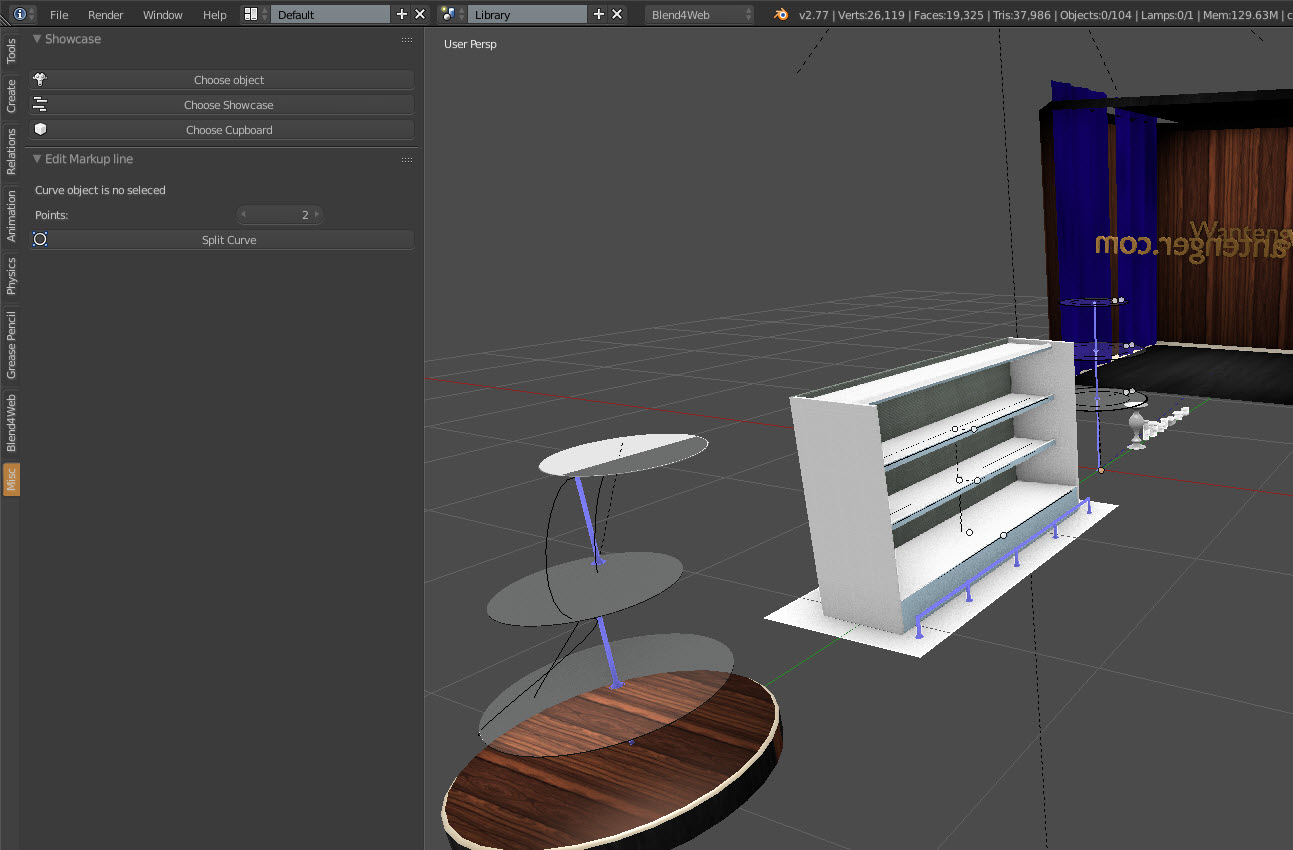 File Render Window Help Default Library Blend4Web v2.77 | Verts:26,119 | Faces:19,325 | Tris:37,986 | Objects:0/104 | Lamps:0/1 | Mem:129.63M |
Tools
Create
Relations
Animation
Physics
Grease Pencil
Blend4Web
Misc
Showcase
Choose object
Choose Showcase
Choose Cupboard
Edit Markup line
Curve object is no seleced
Points: 2
Split Curve
User Persp
Wanteng
antenger.com